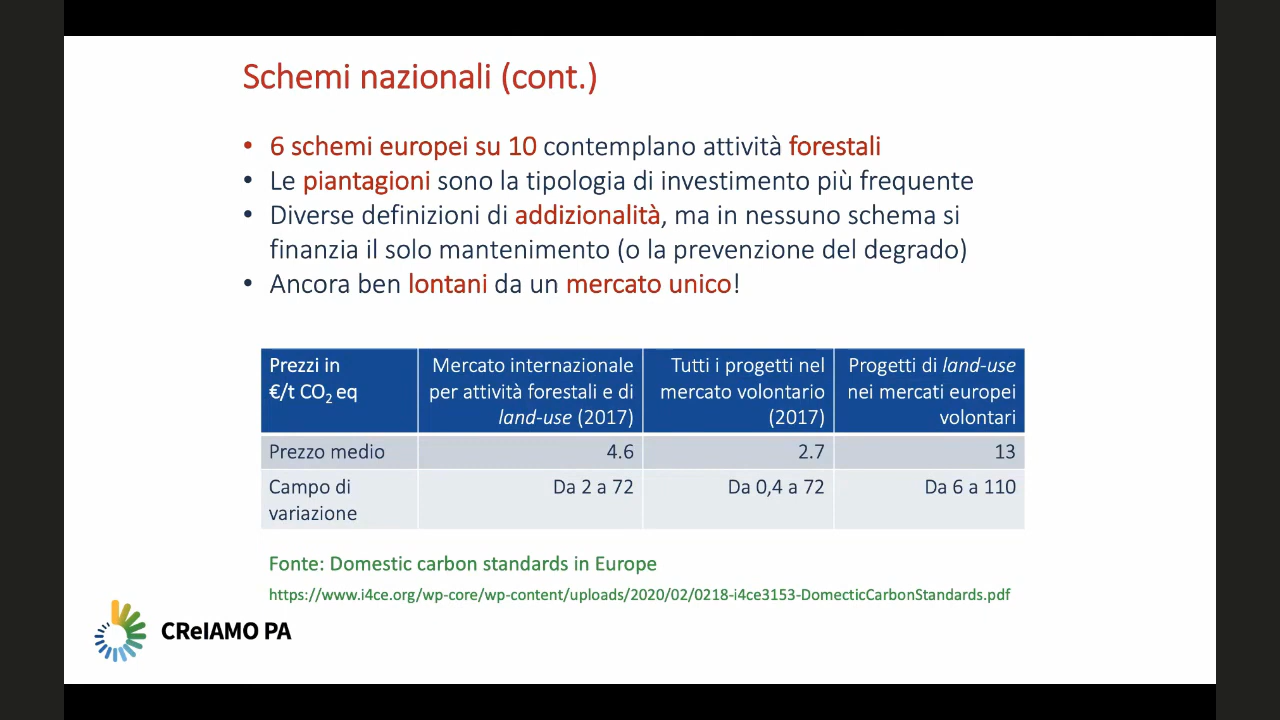 Schemi nazionali (cont.)
• 6 schemi europei su 10 contemplano attività forestali
• Le piantagioni sono la tipologia di investimento più frequente
• Diverse definizioni di addizionalità, ma in nessuno schema si
finanzia il solo mantenimento (o la prevenzione del degrado)
• Ancora ben lontani da un mercato unico!
Prezzi in
€/t CO₂ eq
Mercato internazionale
per attività forestali e di
land-use (2017)
Tutti i progetti nel
mercato volontario
(2017)
Progetti di land-use
nei mercati europei
volontari
Prezzo medio
4.6
2.7
13
Campo di
variazione
Da 2 a 72
Da 0,4 a 72
Da 6 a 110
Fonte: Domestic carbon standards in Europe
https://www.i4ce.org/wp-core/wp-content/uploads/2020/02/0218-i4ce3153-DomecticCarbonStandards.pdf
CReIAMO PA